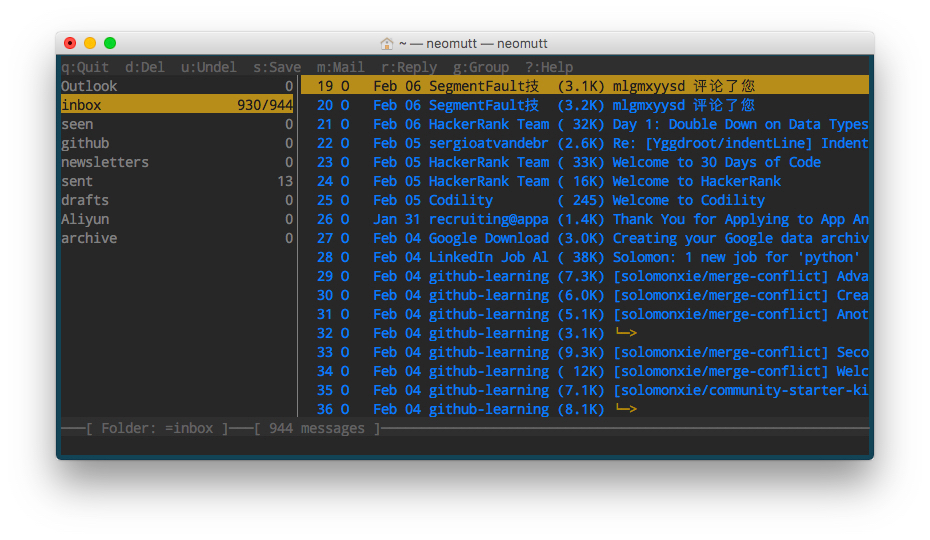 ~ — neomutt — neomutt
q:Quit  d:Del  u:Undel  s:Save  m:Mail  r:Reply  g:Group  ?:Help
Outlook 0
inbox 930/944
seen 0
github 0
newsletters 0
sent 13
drafts 0
Aliyun 0
archive 0
19 O Feb 06 SegmentFault技 (3.1K) mlgmxyysd 评论了您
20 O Feb 06 SegmentFault技 (3.2K) mlgmxyysd 评论了您
21 O Feb 06 HackerRank Team ( 32K) Day 1: Double Down on Data Types
22 O Feb 05 sergioatvandebr (2.6K) Re: [Yggdroot/indentLine] Indent
23 O Feb 05 HackerRank Team ( 33K) Welcome to 30 Days of Code
24 O Feb 05 HackerRank Team ( 16K) Welcome to HackerRank
25 O Feb 05 Codility ( 245) Welcome to Codility
26 O Jan 31 recruiting@appa (1.4K) Thank You for Applying to App An
27 O Feb 04 Google Download (3.0K) Creating your Google data archiv
28 O Feb 04 LinkedIn Job Al ( 38K) Solomon: 1 new job for 'python'
29 O Feb 04 github-learning (7.3K) [solomonxie/merge-conflict] Adva
30 O Feb 04 github-learning (6.0K) [solomonxie/merge-conflict] Crea
31 O Feb 04 github-learning (5.1K) [solomonxie/merge-conflict] Anot
32 O Feb 04 github-learning (3.1K) └─>
33 O Feb 04 github-learning (9.3K) [solomonxie/merge-conflict] Seco
34 O Feb 04 github-learning ( 12K) [solomonxie/merge-conflict] Welc
35 O Feb 04 github-learning (7.1K) [solomonxie/community-starter-ki
36 O Feb 04 github-learning (8.1K) └─>
───[ Folder: =inbox ]───[ 944 messages ]───